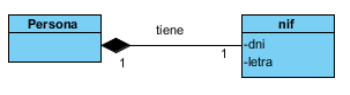 Persona
tiene
nif
-dni
-letra
1
1